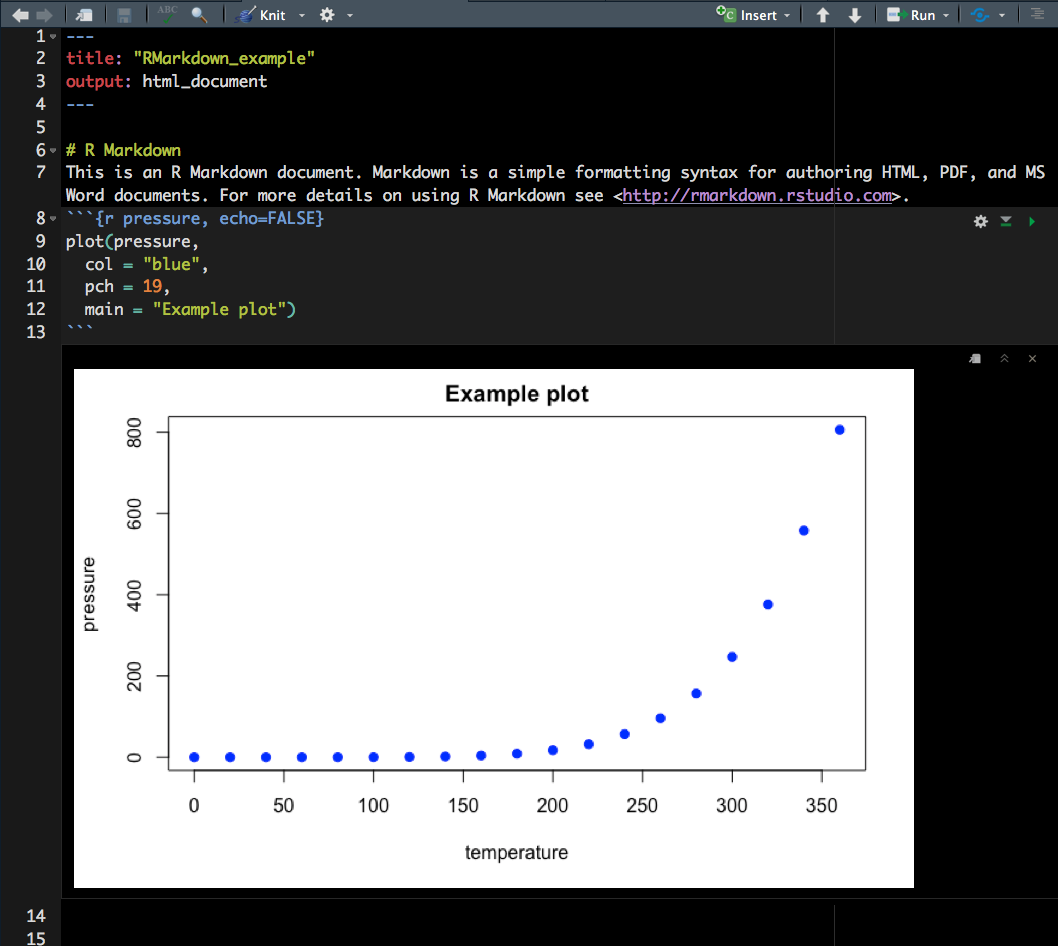 ABC Knit Insert Run
1 ---
2 title: "RMarkdown_example"
3 output: html_document
4 ---
5
6 # R Markdown
7 This is an R Markdown document. Markdown is a simple formatting syntax for authoring HTML, PDF, and MS
Word documents. For more details on using R Markdown see <http://rmarkdown.rstudio.com>.
8 ```{r pressure, echo=FALSE}
9 plot(pressure,
10   col = "blue",
11   pch = 19,
12   main = "Example plot")
13 ```
Example plot
pressure
800
600
400
200
0
0 50 100 150 200 250 300 350
temperature
14
15